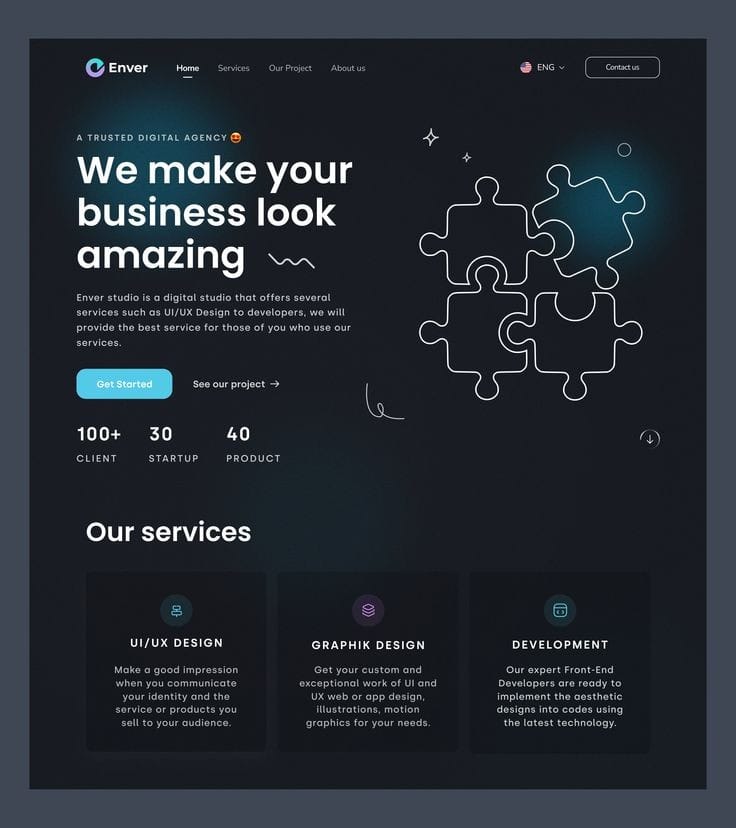 Enver
Home
Services
Our Project
About us
ENG
Contact us
A TRUSTED DIGITAL AGENCY
We make your
business look
amazing
Enver studio is a digital studio that offers several
services such as UI/UX Design to developers, we will
provide the best service for those of you who use our
services.
Get Started
See our project →
100+
30
40
CLIENT
STARTUP
PRODUCT
Our services
UI/UX DESIGN
Make a good impression
when you communicate
your identity and the
service or products you
sell to your audience.
GRAPHIK DESIGN
Get your custom and
exceptional work of UI and
UX web or app design,
illustrations, motion
graphics for your needs.
DEVELOPMENT
Our expert Front-End
Developers are ready to
implement the aesthetic
designs into codes using
the latest technology.